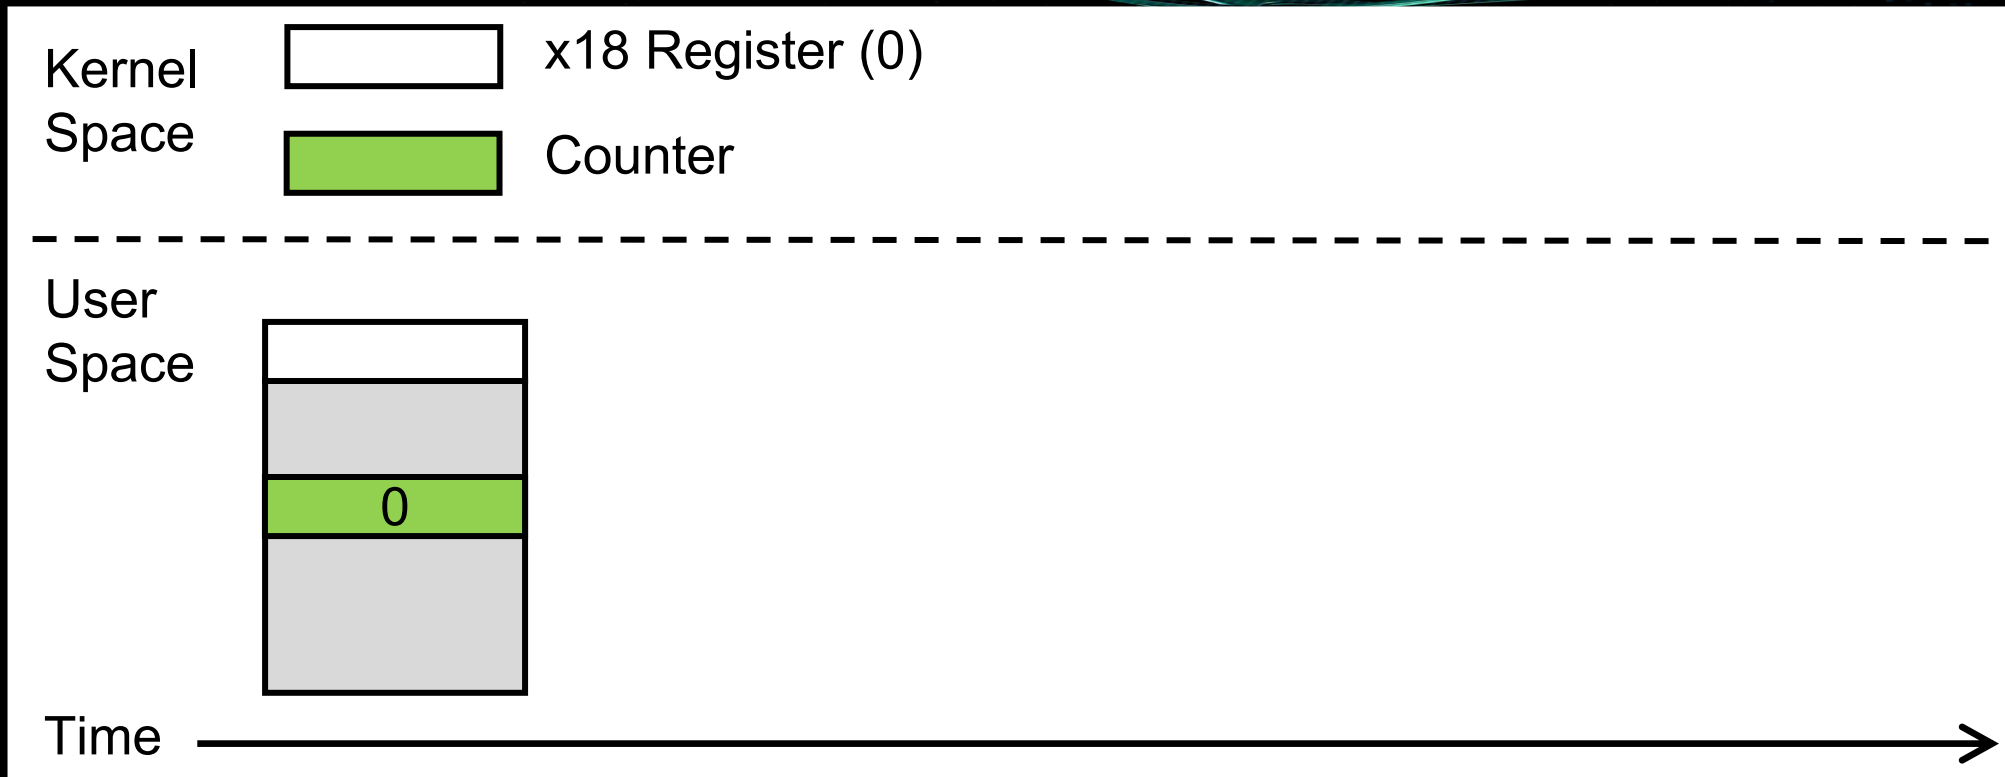 Kernel
Space
x18 Register (0)
Counter
User
Space
0
Time